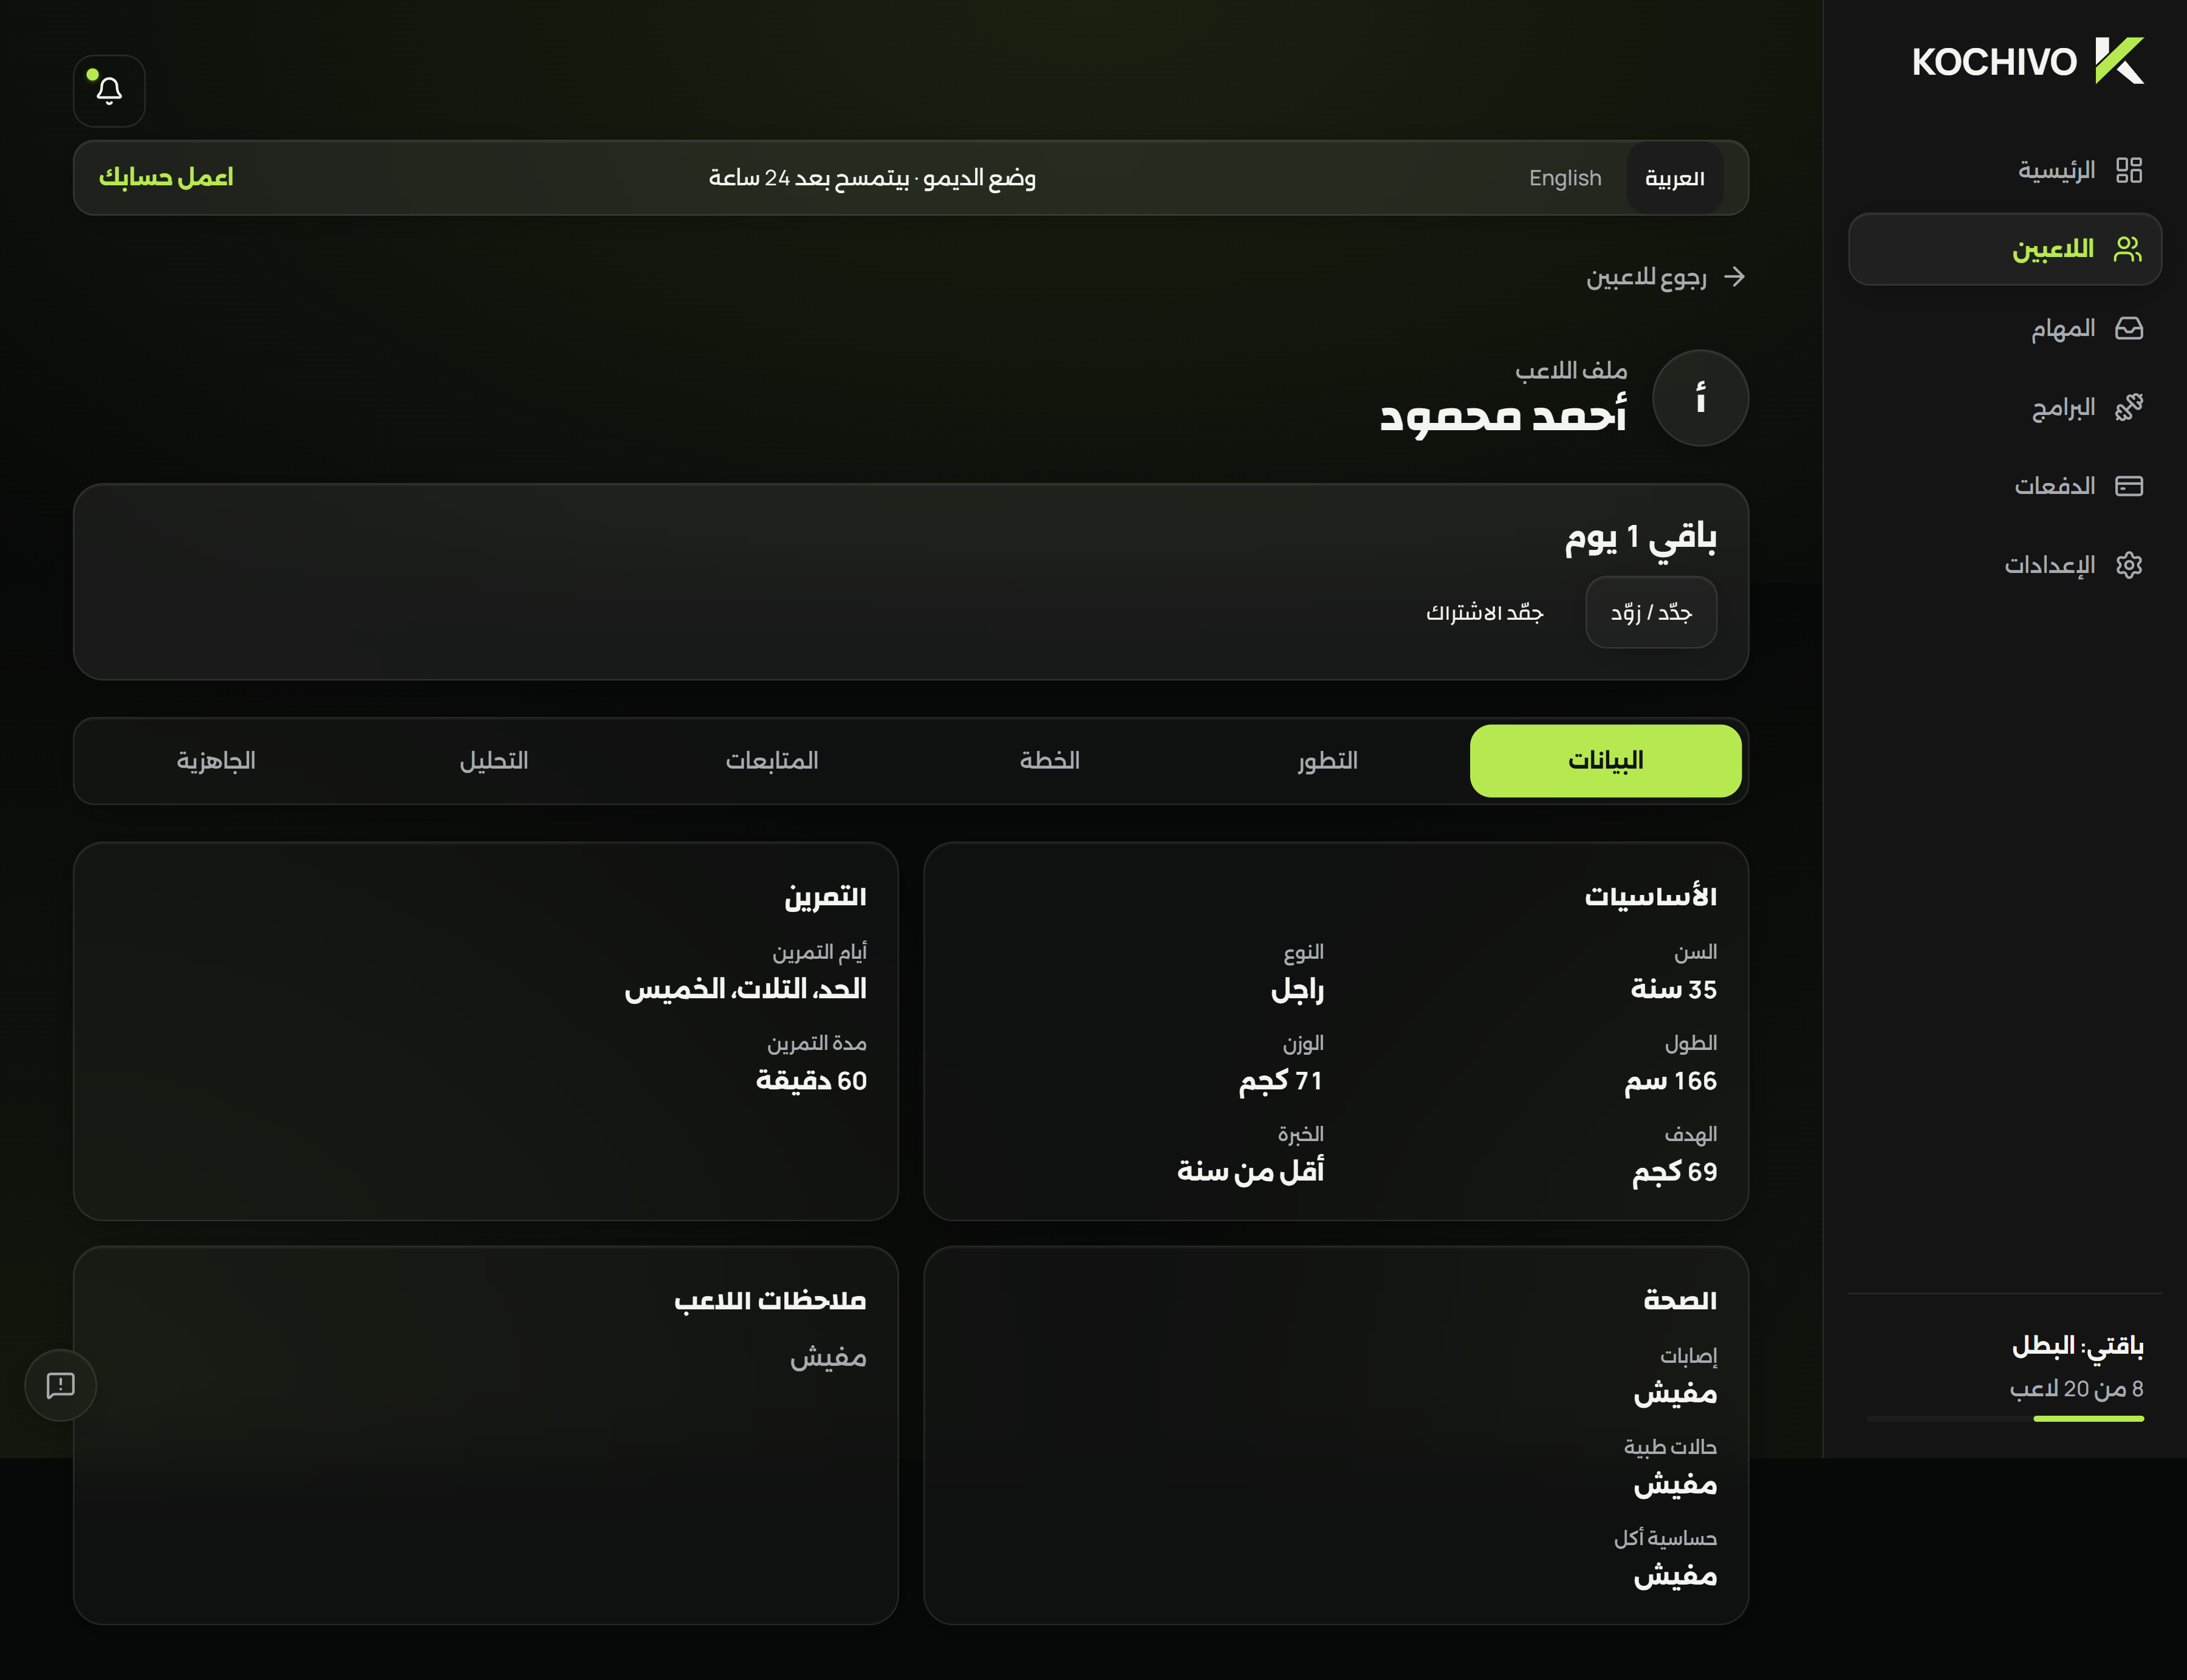 KOCHIVO
الرئيسية
اللاعبين
المهام
البرامج
الدفعات
الإعدادات
باقتي: البطل
8 من 20 لاعب
العربية
English
وضع الديمو · بيتمسح بعد 24 ساعة
اعمل حسابك
رجوع للاعبين
أ
ملف اللاعب
أحمد محمود
باقي 1 يوم
جدّد / زوّد
جمّد الاشتراك
البيانات
التطور
الخطة
المتابعات
التحليل
الجاهزية
الأساسيات
السن
35 سنة
النوع
راجل
الطول
166 سم
الوزن
71 كجم
الهدف
69 كجم
الخبرة
أقل من سنة
التمرين
أيام التمرين
الحد، التلات، الخميس
مدة التمرين
60 دقيقة
الصحة
إصابات
مفيش
حالات طبية
مفيش
حساسية أكل
مفيش
ملاحظات اللاعب
مفيش